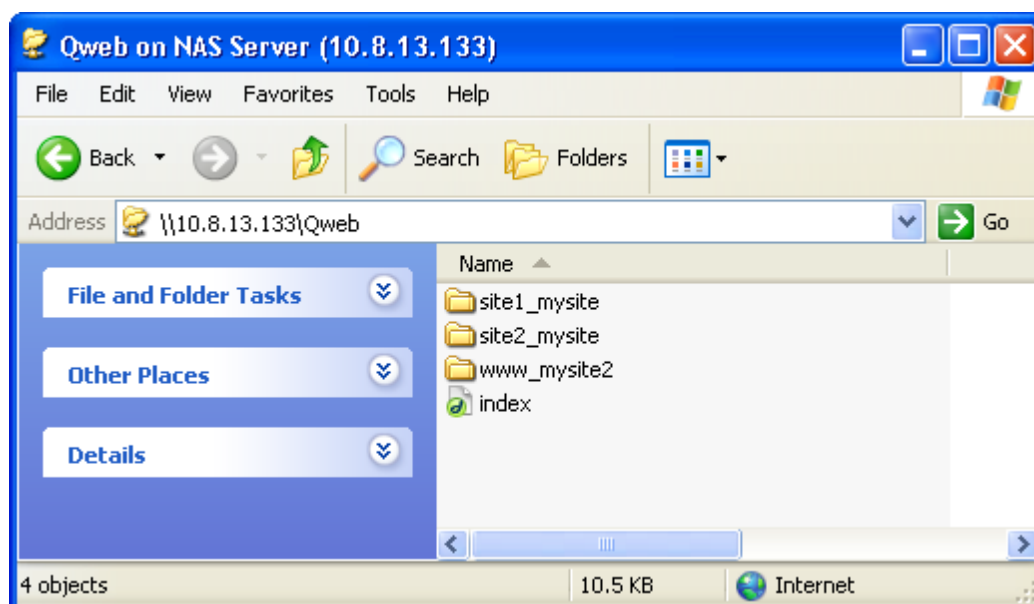 Qweb on NAS Server (10.8.13.133)
File Edit View Favorites Tools Help
Back Search Folders
Address \\10.8.13.133\Qweb Go
Name
File and Folder Tasks
Other Places
Details
site1_mysite
site2_mysite
www_mysite2
index
4 objects 10.5 KB Internet